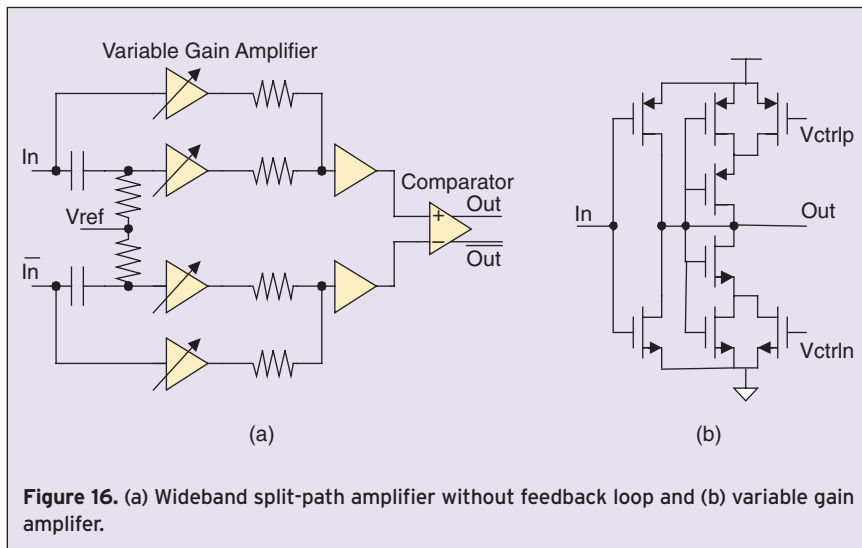 Variable Gain Amplifier
In
Vref
In
Comparator
Out
+
−
Out
(a)
In
Vctrlp
Out
Vctrln
(b)
Figure 16. (a) Wideband split-path amplifier without feedback loop and (b) variable gain
amplifer.